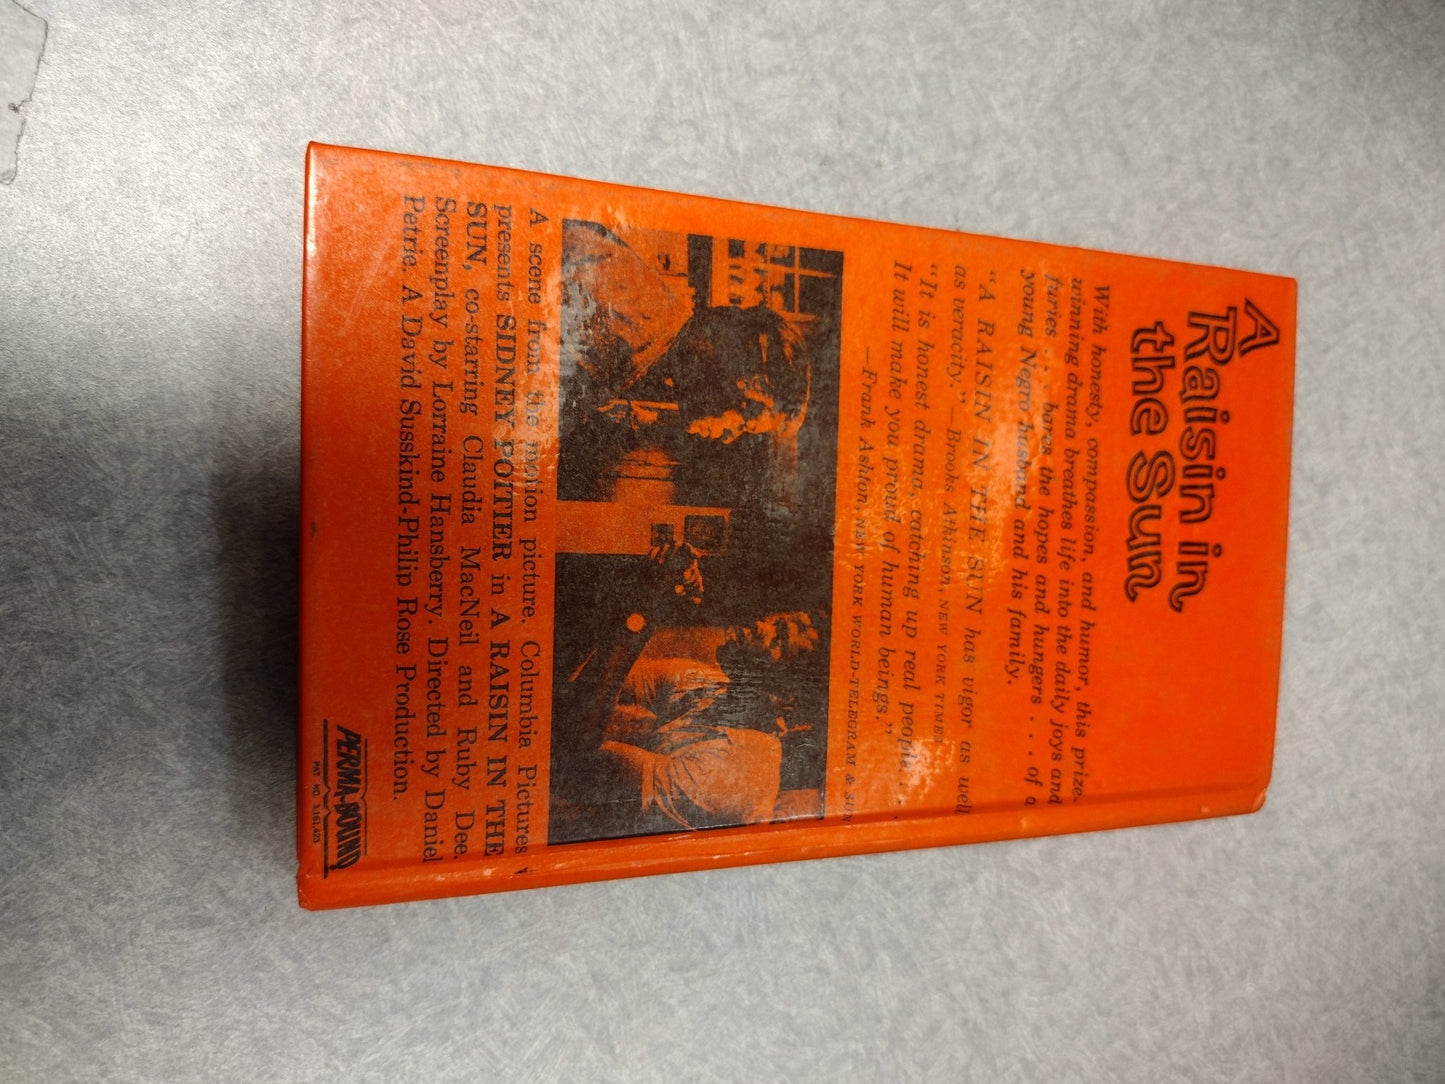 A
Raisin in
the Sun
With honesty, compassion, and humor, this prize-
winning drama breathes life into the daily joys and
furies . . . bares the hopes and hungers . . . of a
young Negro husband and his family.
"A RAISIN IN THE SUN has vigor as well
as veracity."—Brooks Atkinson, NEW YORK TIMES
"It is honest drama, catching up real people. . . .
It will make you proud of human beings."
—Frank Ashton, NEW YORK WORLD-TELEGRAM & SUN
A scene from the motion picture. Columbia Pictures
presents SIDNEY POITIER in A RAISIN IN THE
SUN, co-starring Claudia MacNeil and Ruby Dee.
Screenplay by Lorraine Hansberry. Directed by Daniel
Petrie. A David Susskind-Philip Rose Production.
PERMA-BOUND
PAT. NO. 3,161,423